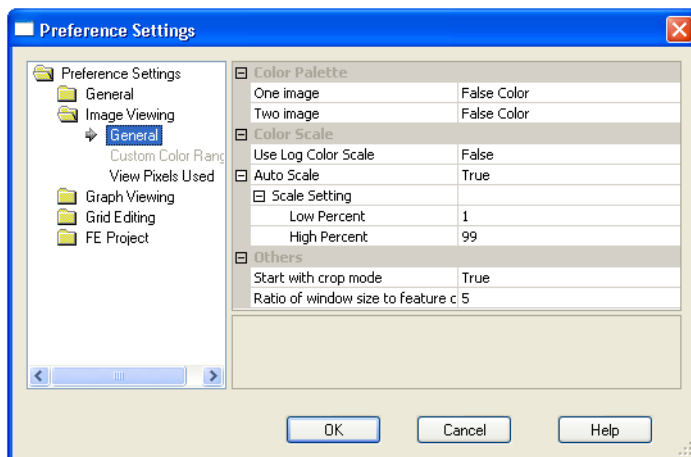 Preference Settings
Preference Settings
General
Image Viewing
General
Custom Color Rang
View Pixels Used
Graph Viewing
Grid Editing
FE Project
Color Palette
One image False Color
Two image False Color
Color Scale
Use Log Color Scale False
Auto Scale True
Scale Setting
Low Percent 1
High Percent 99
Others
Start with crop mode True
Ratio of window size to feature c 5
OK Cancel Help